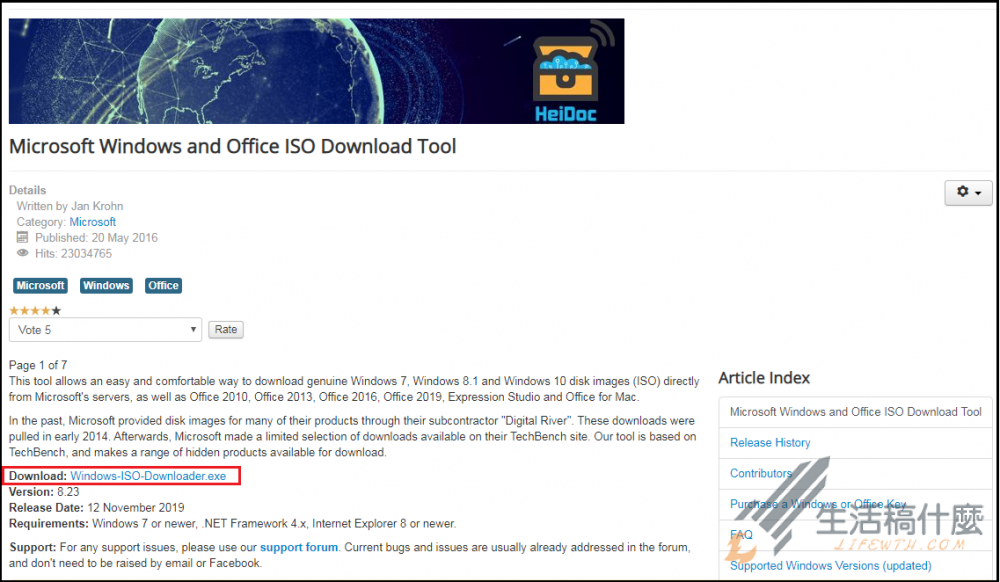 HeiDoc
Microsoft Windows and Office ISO Download Tool
Details
Written by Jan Krohn
Category: Microsoft
Published: 20 May 2016
Hits: 23034765
Microsoft Windows Office
Vote 5 Rate
Page 1 of 7
This tool allows an easy and comfortable way to download genuine Windows 7, Windows 8.1 and Windows 10 disk images (ISO) directly
from Microsoft's servers, as well as Office 2010, Office 2013, Office 2016, Office 2019, Expression Studio and Office for Mac.
In the past, Microsoft provided disk images for many of their products through their subcontractor "Digital River". These downloads were
pulled in early 2014. Afterwards, Microsoft made a limited selection of downloads available on their TechBench site. Our tool is based on
TechBench, and makes a range of hidden products available for download.
Download: Windows-ISO-Downloader.exe
Version: 8.23
Release Date: 12 November 2019
Requirements: Windows 7 or newer, .NET Framework 4.x, Internet Explorer 8 or newer.
Support: For any support issues, please use our support forum. Current bugs and issues are usually already addressed in the forum,
and don't need to be raised by email or Facebook.
Article Index
Microsoft Windows and Office ISO Download Tool
Release History
Contributors
Purchase a Windows or Office Key
FAQ
Supported Windows Versions (updated)
生活稿什麼
LIFEWTH.COM